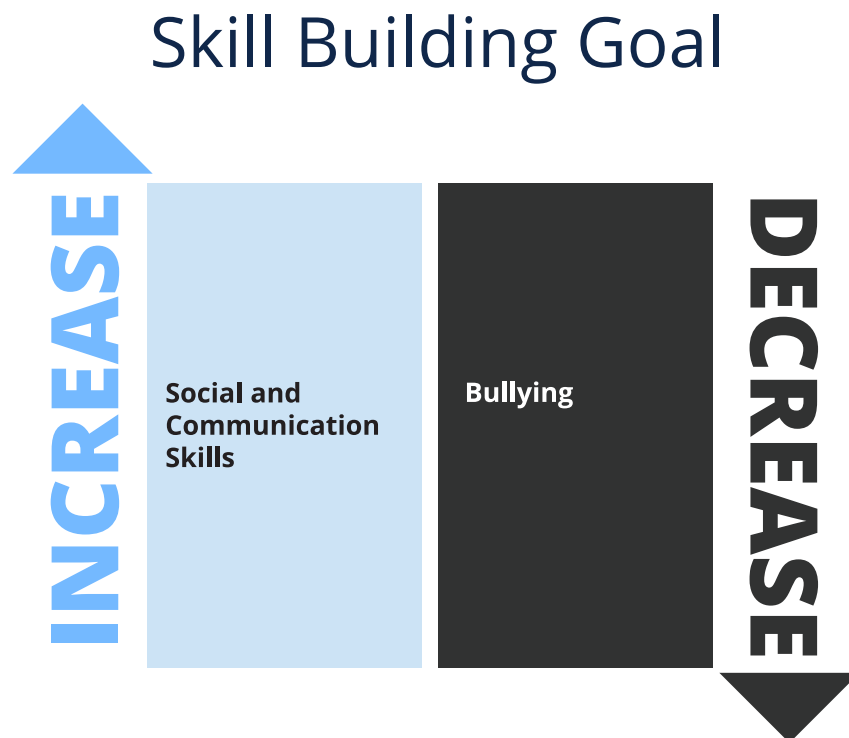 Skill Building Goal
INCREASE
Social and
Communication
Skills
Bullying
DECREASE